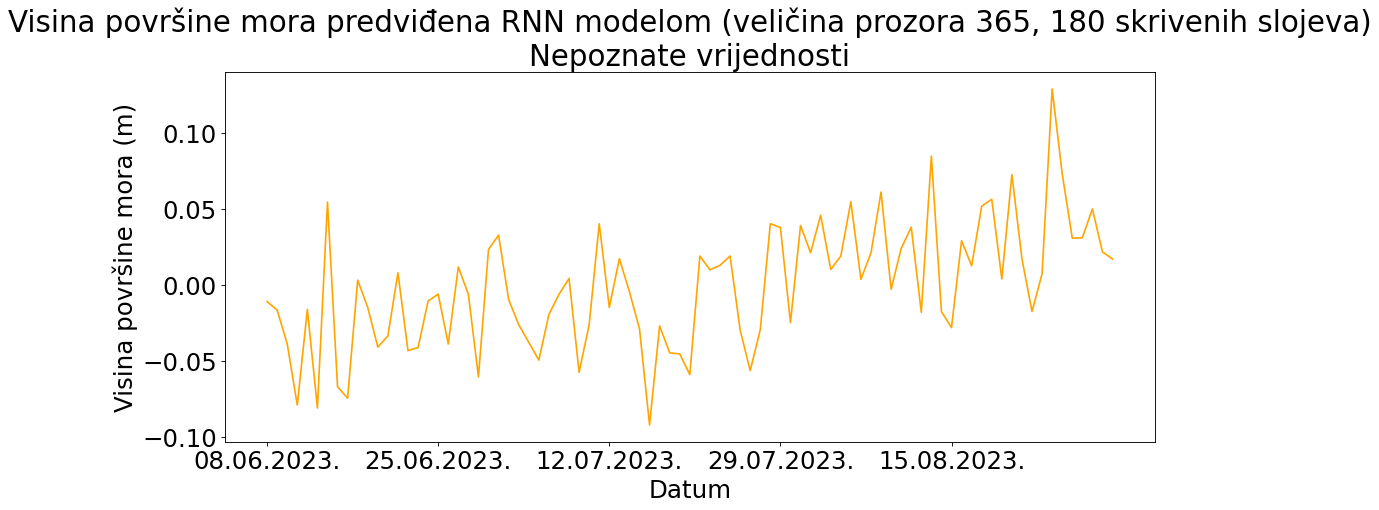 Visina površine mora predviđena RNN modelom (veličina prozora 365, 180 skrivenih slojeva)
Nepoznate vrijednosti
Visina površine mora (m)
0.10
0.05
0.00
−0.05
−0.10
08.06.2023. 25.06.2023. 12.07.2023. 29.07.2023. 15.08.2023.
Datum